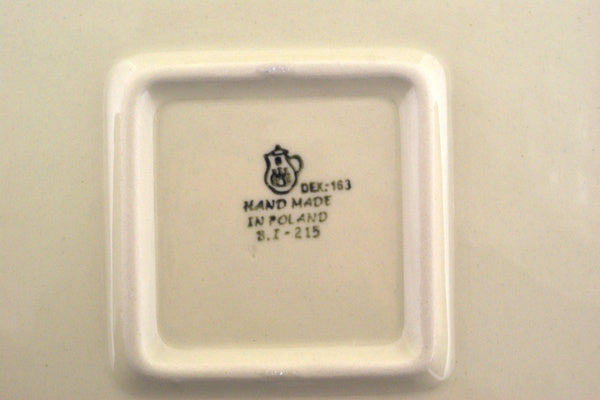 DEK.: 163
HAND MADE
IN POLAND
B.I - 215